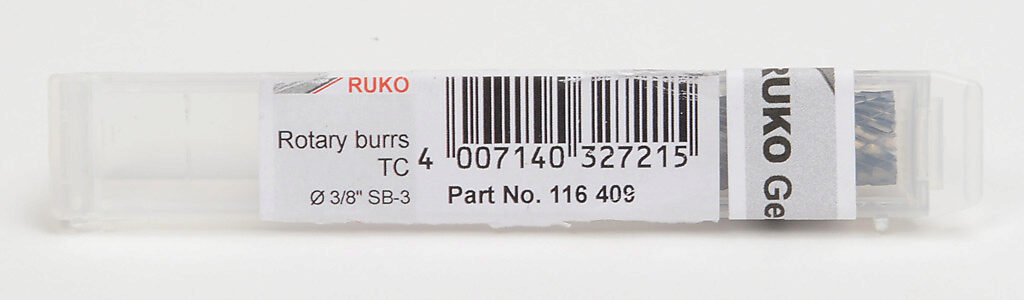 RUKO
Rotary burrs
TC
Ø 3/8" SB-3
4 007140 327215
Part No. 116 409
RUKO Ge